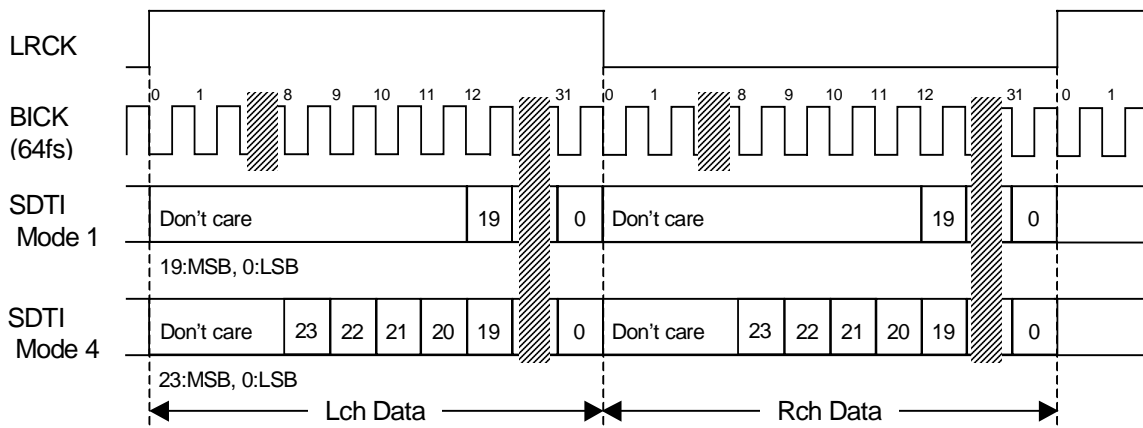 LRCK
0 1 8 9 10 11 12 31 0 1 8 9 10 11 12 31 0 1
BICK
(64fs)
SDTI
Mode 1
Don't care 19 0 Don't care 19 0
19:MSB, 0:LSB
SDTI
Mode 4
Don't care 23 22 21 20 19 0 Don't care 23 22 21 20 19 0
23:MSB, 0:LSB
Lch Data Rch Data